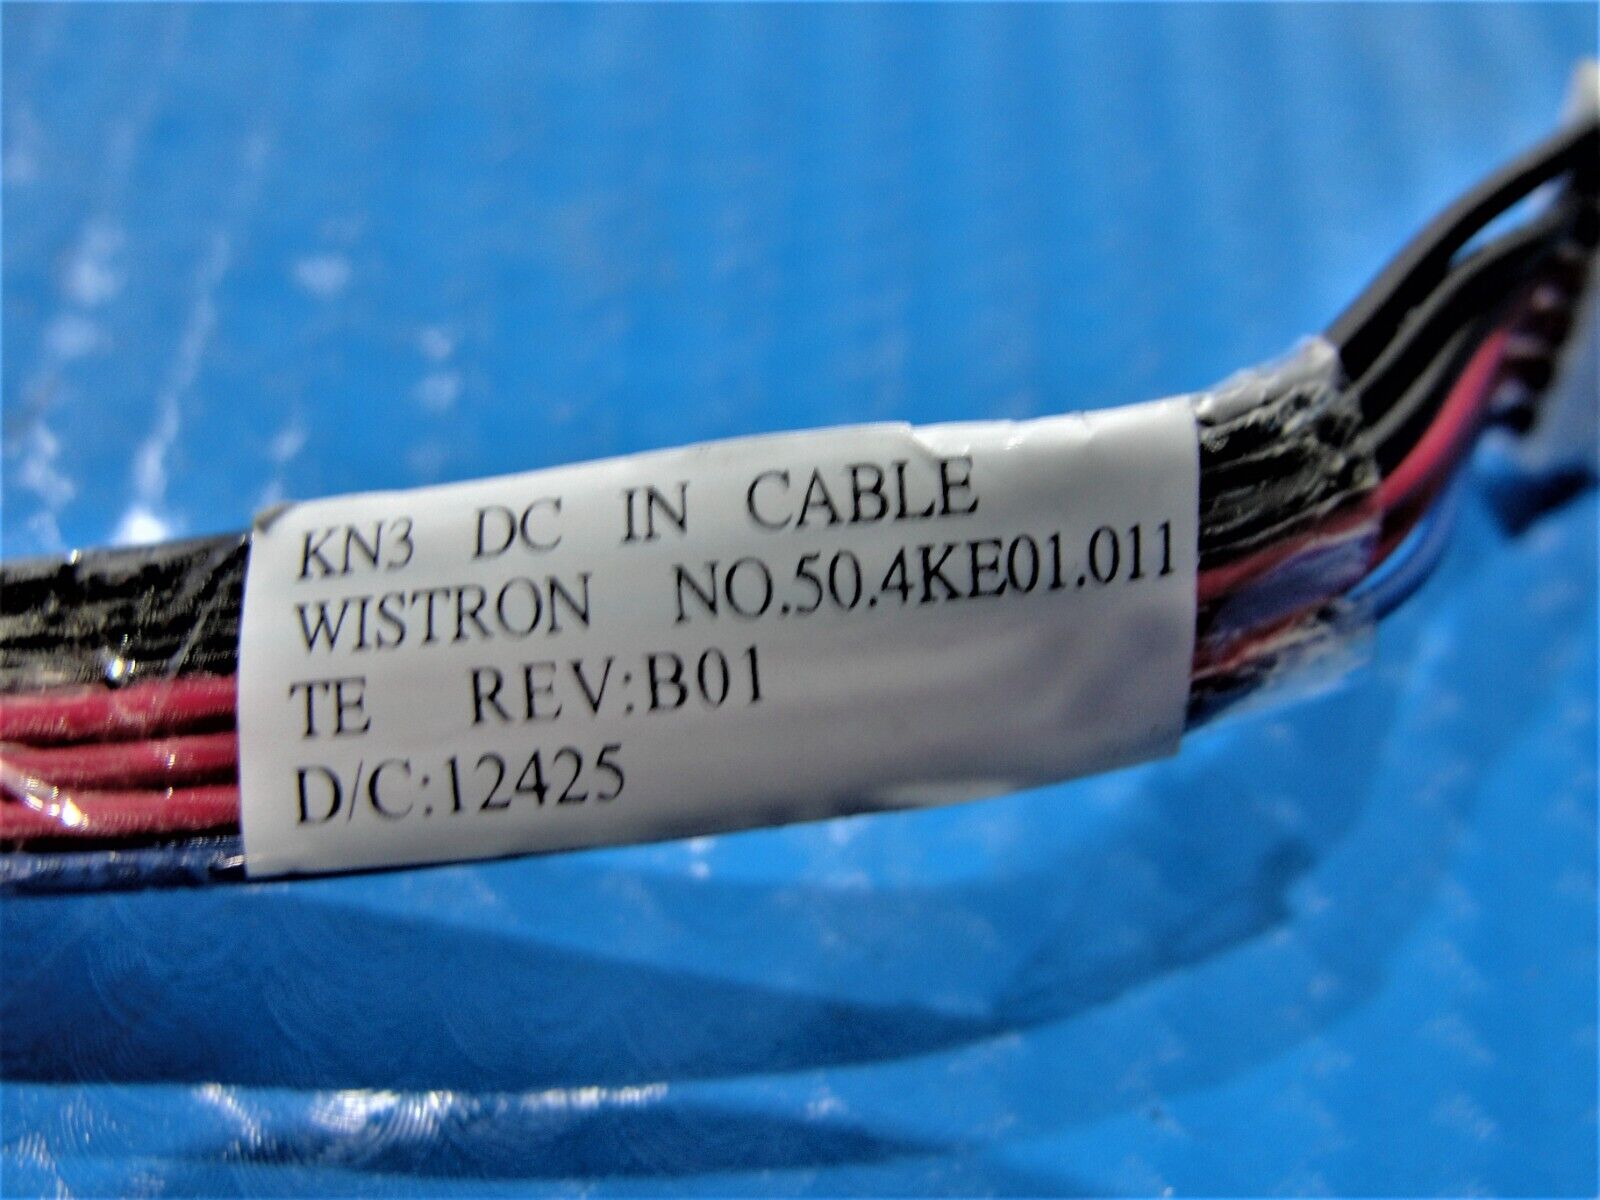 KN3 DC IN CABLE
WISTRON NO.50.4KE01.011
TE REV:B01
D/C:12425